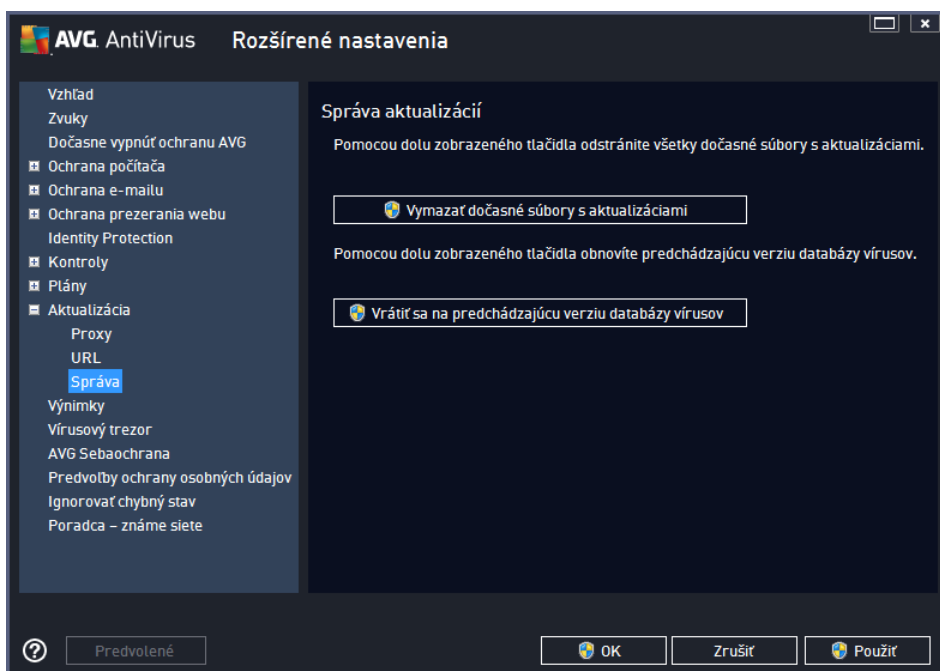 AVG. AntiVirus Rozšírené nastavenia
Vzhľad
Zvuky
Dočasne vypnúť ochranu AVG
Ochrana počítača
Ochrana e-mailu
Ochrana prezerania webu
Identity Protection
Kontroly
Plány
Aktualizácia
Proxy
URL
Správa
Výnimky
Vírusový trezor
AVG Sebaochrana
Predvoľby ochrany osobných údajov
Ignorovať chybný stav
Poradca – známe siete
Správa aktualizácií
Pomocou dolu zobrazeného tlačidla odstránite všetky dočasné súbory s aktualizáciami.
Vymazať dočasné súbory s aktualizáciami
Pomocou dolu zobrazeného tlačidla obnovíte predchádzajúcu verziu databázy vírusov.
Vrátiť sa na predchádzajúcu verziu databázy vírusov
Predvolené
OK
Zrušiť
Použiť